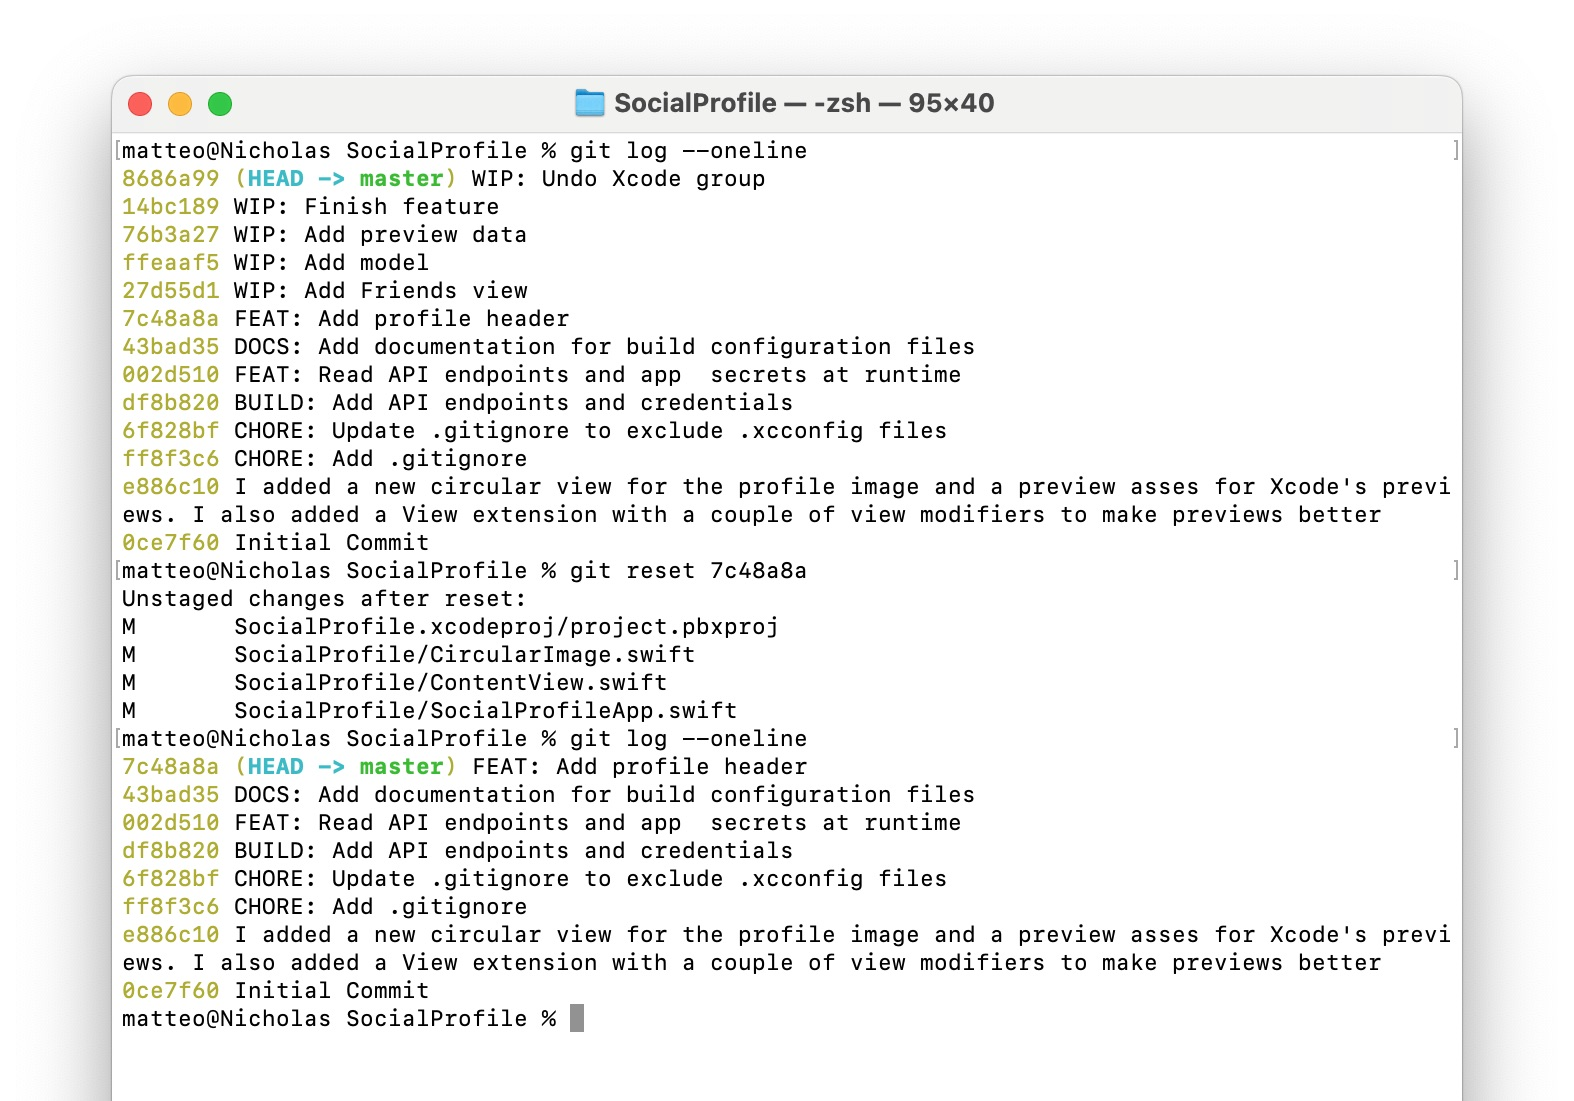 SocialProfile — -zsh — 95×40
[matteo@Nicholas SocialProfile % git log --oneline ]
8686a99 (HEAD -> master) WIP: Undo Xcode group
14bc189 WIP: Finish feature
76b3a27 WIP: Add preview data
ffeaaf5 WIP: Add model
27d55d1 WIP: Add Friends view
7c48a8a FEAT: Add profile header
43bad35 DOCS: Add documentation for build configuration files
002d510 FEAT: Read API endpoints and app  secrets at runtime
df8b820 BUILD: Add API endpoints and credentials
6f828bf CHORE: Update .gitignore to exclude .xcconfig files
ff8f3c6 CHORE: Add .gitignore
e886c10 I added a new circular view for the profile image and a preview asses for Xcode's previ
ews. I also added a View extension with a couple of view modifiers to make previews better
0ce7f60 Initial Commit
[matteo@Nicholas SocialProfile % git reset 7c48a8a ]
Unstaged changes after reset:
M       SocialProfile.xcodeproj/project.pbxproj
M       SocialProfile/CircularImage.swift
M       SocialProfile/ContentView.swift
M       SocialProfile/SocialProfileApp.swift
[matteo@Nicholas SocialProfile % git log --oneline ]
7c48a8a (HEAD -> master) FEAT: Add profile header
43bad35 DOCS: Add documentation for build configuration files
002d510 FEAT: Read API endpoints and app  secrets at runtime
df8b820 BUILD: Add API endpoints and credentials
6f828bf CHORE: Update .gitignore to exclude .xcconfig files
ff8f3c6 CHORE: Add .gitignore
e886c10 I added a new circular view for the profile image and a preview asses for Xcode's previ
ews. I also added a View extension with a couple of view modifiers to make previews better
0ce7f60 Initial Commit
matteo@Nicholas SocialProfile %